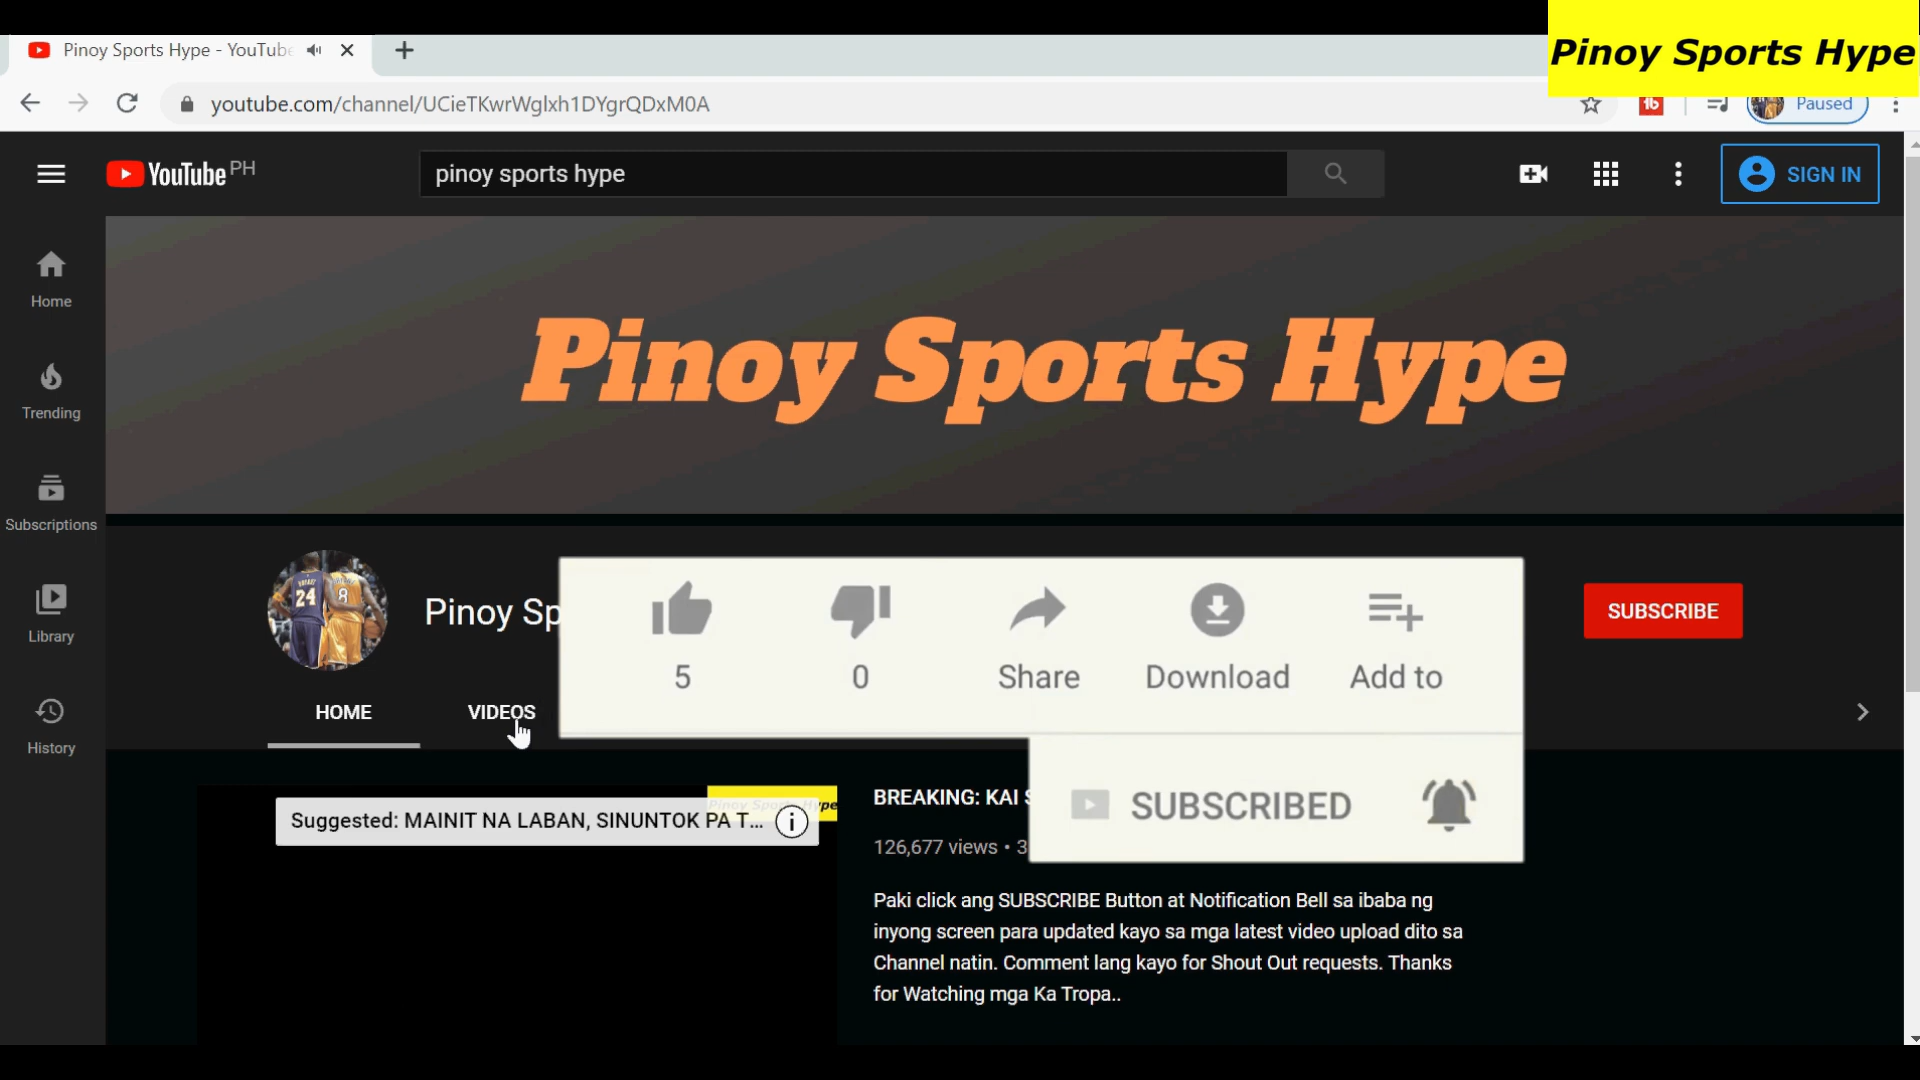 Pinoy Sports Hype
Pinoy Sports Hype - YouTube
youtube.com/channel/UCieTKwrWglxh1DYgrQDxM0A
16
Paused
YouTube PH
pinoy sports hype
SIGN IN
Home
Trending
Subscriptions
Library
History
Pinoy Sports Hype
24
8
Pinoy Sp
SUBSCRIBE
5
0
Share
Download
Add to
HOME
VIDEOS
SUBSCRIBED
Suggested: MAINIT NA LABAN, SINUNTOK PA T...
BREAKING: KAI
126,677 views • 3
Paki click ang SUBSCRIBE Button at Notification Bell sa ibaba ng
inyong screen para updated kayo sa mga latest video upload dito sa
Channel natin. Comment lang kayo for Shout Out requests. Thanks
for Watching mga Ka Tropa..